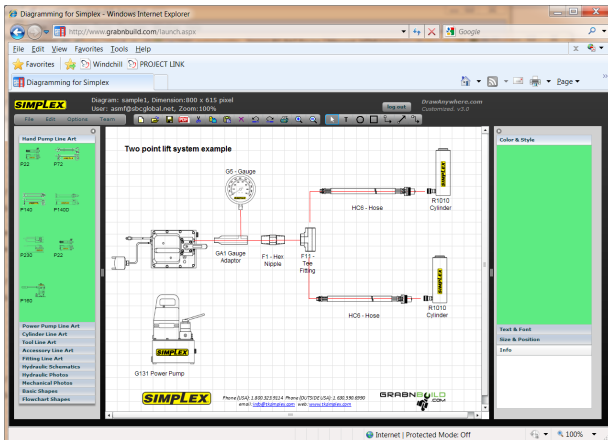 Diagramming for Simplex - Windows Internet Explorer
http://www.grabnbuild.com/launch.aspx
Google
File Edit View Favorites Tools Help
Favorites Windchill PROJECT LINK
Diagramming for Simplex
Page
SIMPLEX
Diagram: sample1, Dimension:800 x 615 pixel
User: asmf@sbcglobal.net, Zoom:100%
log out
DrawAnywhere.com
Customized. v3.0
File Edit Options Team
Hand Pump Line Art
P22 P72
P140 P140D
P230 P22
P160
Power Pump Line Art
Cylinder Line Art
Tool Line Art
Accessory Line Art
Fitting Line Art
Hydraulic Schematics
Hydraulic Photos
Mechanical Photos
Basic Shapes
Flowchart Shapes
Two point lift system example
G5 - Gauge
HC6 - Hose
R1010
Cylinder
GA1 Gauge
Adaptor
F1 - Hex
Nipple
F11 -
Tee
Fitting
HC6 - Hose
R1010
Cylinder
SIMPLEX
G131 Power Pump
SIMPLEX
GRABNBUILD
.COM
Color & Style
Text & Font
Size & Position
Info
Internet | Protected Mode: Off
100%